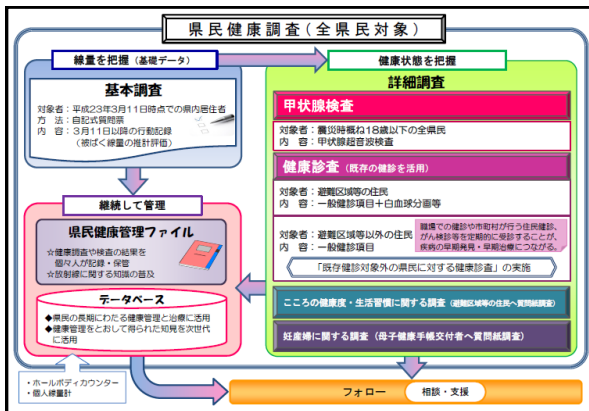 県民健康調査(全県民対象)
線量を把握(基礎データ)
基本調査
対象者:平成23年3月11日時点での県内居住者
方 法:自記式質問票
内 容:3月11日以降の行動記録
(被ばく線量の推計評価)
継続して管理
県民健康管理ファイル
☆健康調査や検査の結果を
個々人が記録・保管
☆放射線に関する知識の普及
データベース
◆県民の長期にわたる健康管理と治療に活用
◆健康管理をとおして得られた知見を次世代
に活用
・ホールボディカウンター
・個人線量計
健康状態を把握
詳細調査
甲状腺検査
対象者:震災時概ね18歳以下の全県民
内 容:甲状腺超音波検査
健康診査(既存の健診を活用)
対象者:避難区域等の住民
内 容:一般健診項目+白血球分画等
対象者:避難区域等以外の住民
内 容:一般健診項目
職場での健診や市町村が行う住民健診、
がん検診等を定期的に受診することが、
疾病の早期発見・早期治療につながる。
「既存健診対象外の県民に対する健康診査」の実施
こころの健康度・生活習慣に関する調査(避難区域等の住民へ質問紙調査)
妊産婦に関する調査(母子健康手帳交付者へ質問紙調査)
フォロー
相談・支援